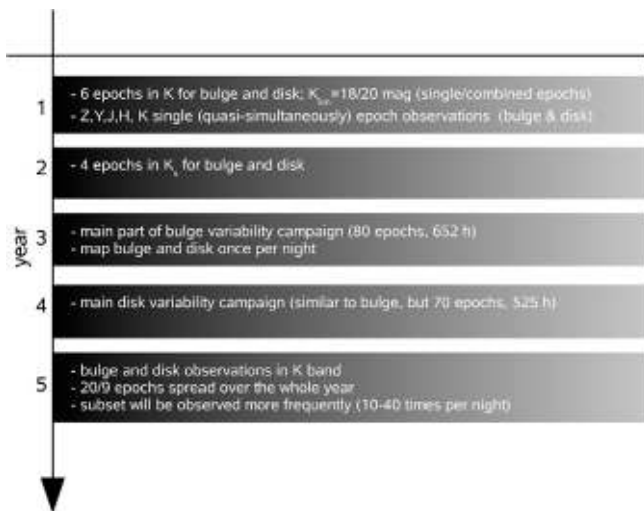 1
- 6 epochs in K for bulge and disk; K_lim=18/20 mag (single/combined epochs)
- Z,Y,J,H, K single (quasi-simultaneously) epoch observations (bulge & disk)
2
- 4 epochs in K_s for bulge and disk
year
3
- main part of bulge variability campaign (80 epochs, 652 h)
- map bulge and disk once per night
4
- main disk variability campaign (similar to bulge, but 70 epochs, 525 h)
5
- bulge and disk observations in K band
- 20/9 epochs spread over the whole year
- subset will be observed more frequently (10-40 times per night)